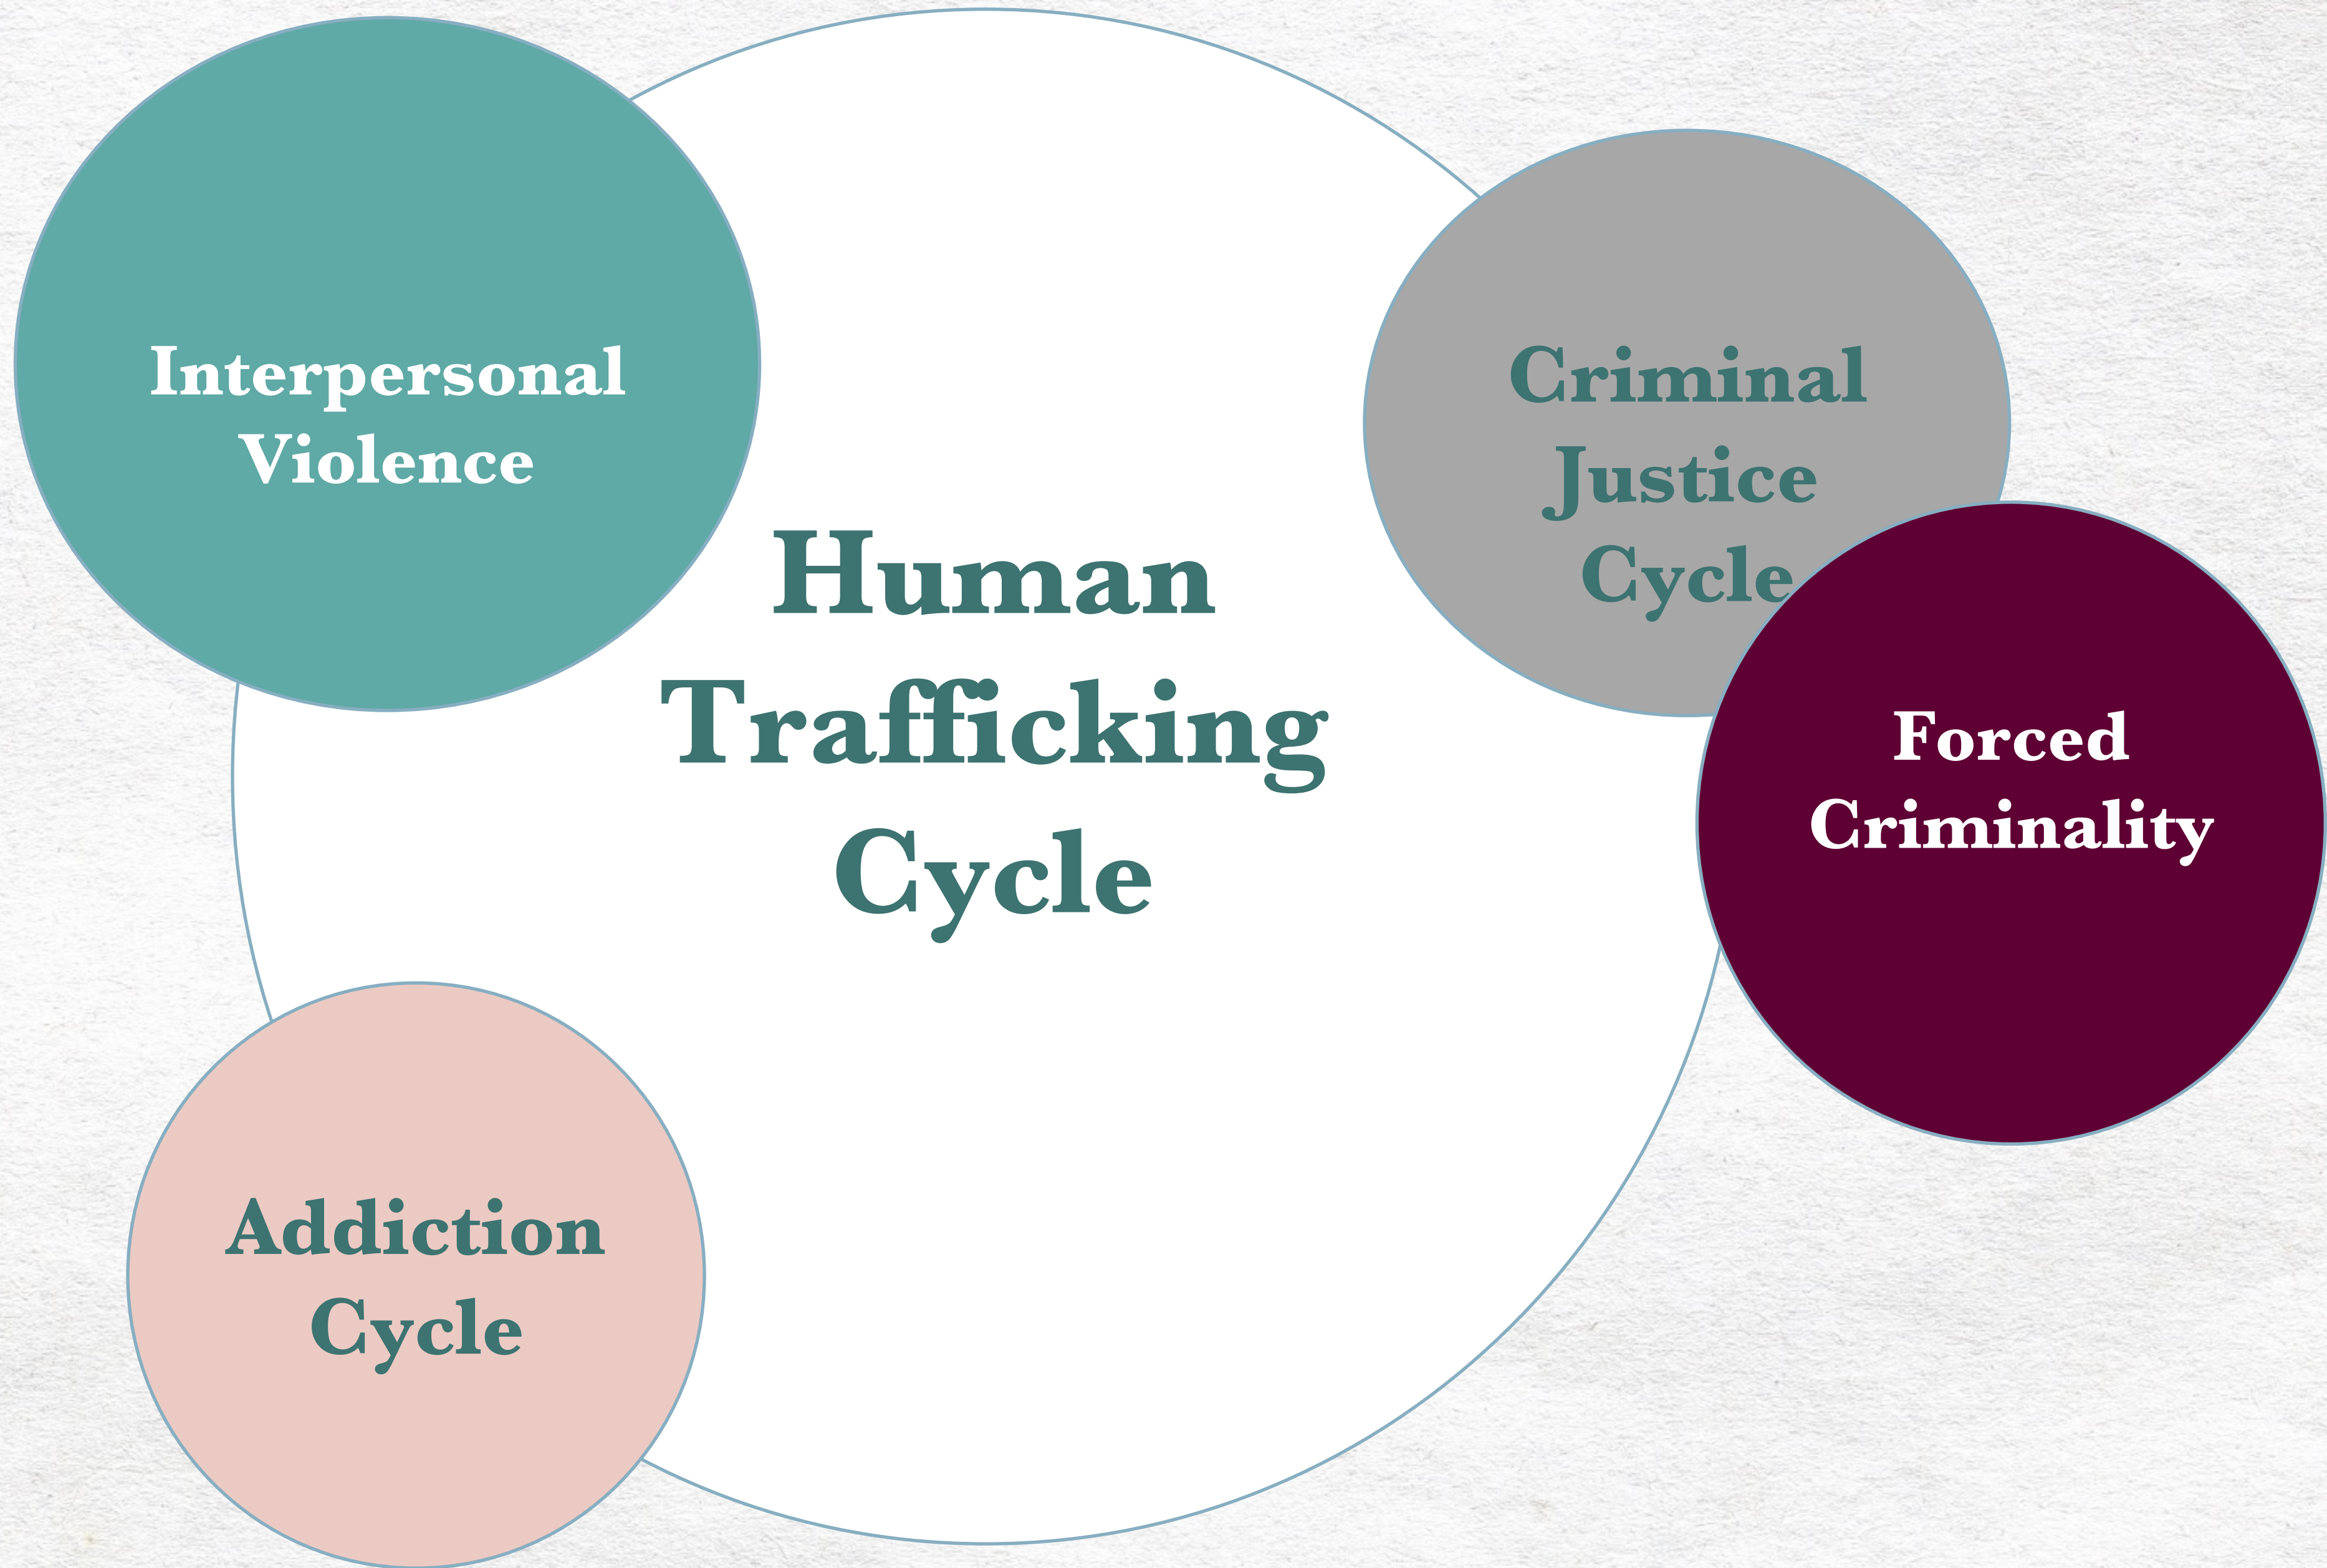 Interpersonal
Violence
Human
Trafficking
Cycle
Criminal
Justice
Cycle
Forced
Criminality
Addiction
Cycle